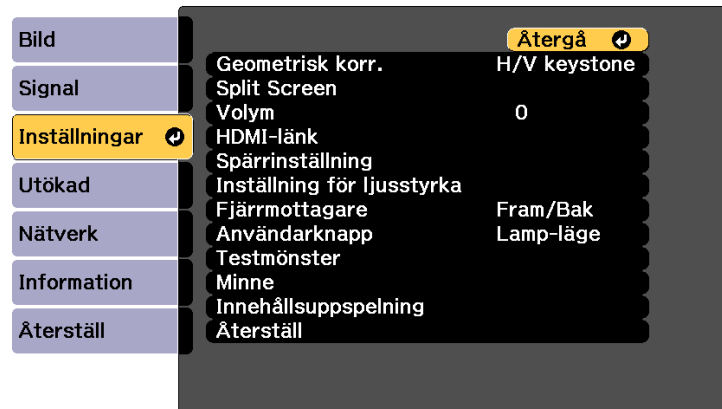 Bild
Signal
Inställningar
Utökad
Nätverk
Information
Återställ
Återgå
Geometrisk korr. H/V keystone
Split Screen
Volym 0
HDMI-länk
Spärrinställning
Inställning för ljusstyrka
Fjärrmottagare Fram/Bak
Användarknapp Lamp-läge
Testmönster
Minne
Innehållsuppspelning
Återställ